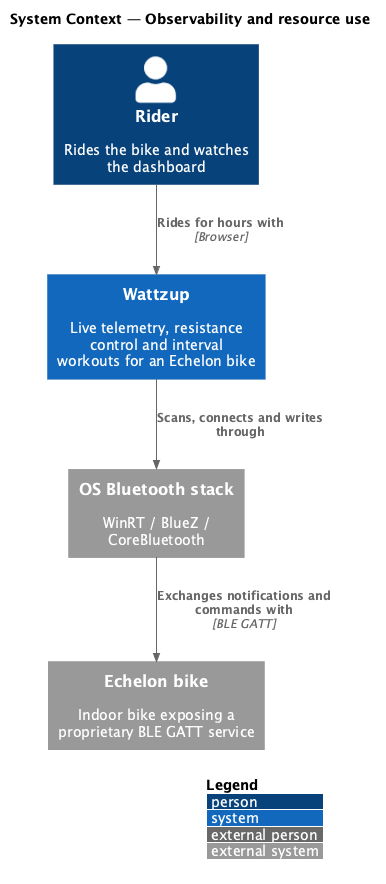 System Context — Observability and resource use
Rider
Rides the bike and watches
the dashboard
Rides for hours with
[Browser]
Wattzup
Live telemetry, resistance
control and interval
workouts for an Echelon bike
Scans, connects and writes
through
OS Bluetooth stack
WinRT / BlueZ /
CoreBluetooth
Exchanges notifications and
commands with
[BLE GATT]
Echelon bike
Indoor bike exposing a
proprietary BLE GATT service
Legend
person
system
external person
external system